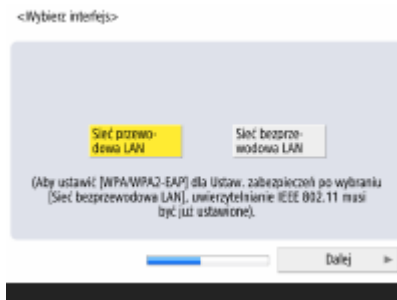 <Wybierz interfejs>
Sieć przewo-
dowa LAN
Sieć bezprze-
wodowa LAN
(Aby ustawić [WPA/WPA2-EAP] dla Ustaw. zabezpieczeń po wybraniu
[Sieć bezprzewodowa LAN], uwierzytelnianie IEEE 802.11 musi
być już ustawione).
Dalej